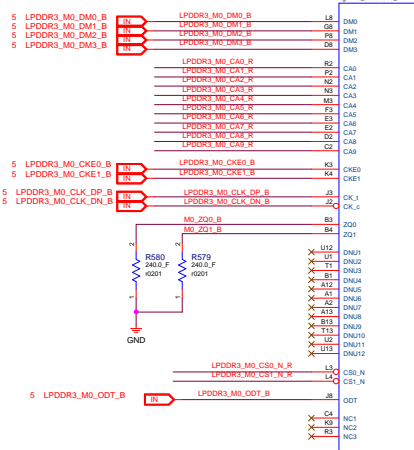 5 LPDDR3_M0_DM0_B IN LPDDR3_M0_DM0_B L8 DM0
5 LPDDR3_M0_DM1_B IN LPDDR3_M0_DM1_B G8 DM1
5 LPDDR3_M0_DM2_B IN LPDDR3_M0_DM2_B P8 DM2
5 LPDDR3_M0_DM3_B IN LPDDR3_M0_DM3_B D8 DM3
LPDDR3_M0_CA0_R R2 CA0
LPDDR3_M0_CA1_R P2 CA1
LPDDR3_M0_CA2_R N2 CA2
LPDDR3_M0_CA3_R N3 CA3
LPDDR3_M0_CA4_R M3 CA4
LPDDR3_M0_CA5_R F3 CA5
LPDDR3_M0_CA6_R E3 CA6
LPDDR3_M0_CA7_R E2 CA7
LPDDR3_M0_CA8_R D2 CA8
LPDDR3_M0_CA9_R C2 CA9
5 LPDDR3_M0_CKE0_B IN LPDDR3_M0_CKE0_B K3 CKE0
5 LPDDR3_M0_CKE1_B IN LPDDR3_M0_CKE1_B K4 CKE1
5 LPDDR3_M0_CLK_DP_B IN LPDDR3_M0_CLK_DP_B J3 CK_t
5 LPDDR3_M0_CLK_DN_B IN LPDDR3_M0_CLK_DN_B J2 CK_c
M0_ZQ0_B B3 ZQ0
M0_ZQ1_B B4 ZQ1
2 2
R580 R579
240.0_F 240.0_F
r0201 r0201
1 1
GND
U12 DNU1
U1 DNU2
T1 DNU3
B1 DNU4
A12 DNU5
A1 DNU6
A2 DNU7
A13 DNU8
B13 DNU9
T13 DNU10
U2 DNU11
U13 DNU12
LPDDR3_M0_CS0_N_R L3 CS0_N
LPDDR3_M0_CS1_N_R L4 CS1_N
5 LPDDR3_M0_ODT_B IN LPDDR3_M0_ODT_B J8 ODT
C4 NC1
K9 NC2
R3 NC3